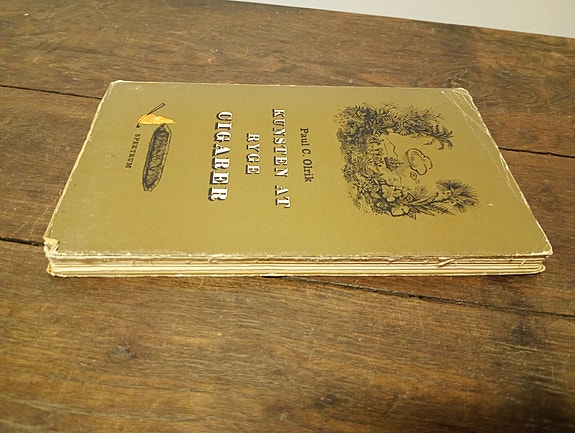 Paul C. Olrik
KUNSTEN AT
RYGE
CIGARER
SPEKTRUM